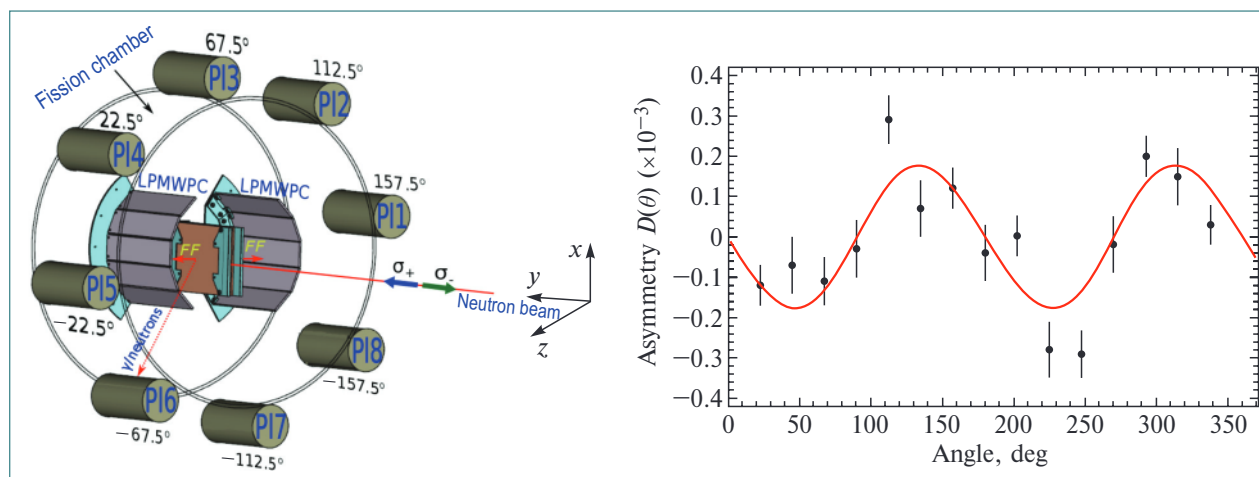 Fission chamber
67.5°
PI3
112.5°
PI2
22.5°
PI4
LPMWPC
LPMWPC
157.5°
PI1
FF
FF
σ+
σ-
Neutron beam
x
y
z
PI5
−22.5°
γ/neutrons
PI8
−157.5°
PI6
−67.5°
PI7
−112.5°
Asymmetry D(θ) (×10−3)
0.4
0.3
0.2
0.1
0
−0.1
−0.2
−0.3
−0.4
0 50 100 150 200 250 300 350
Angle, deg